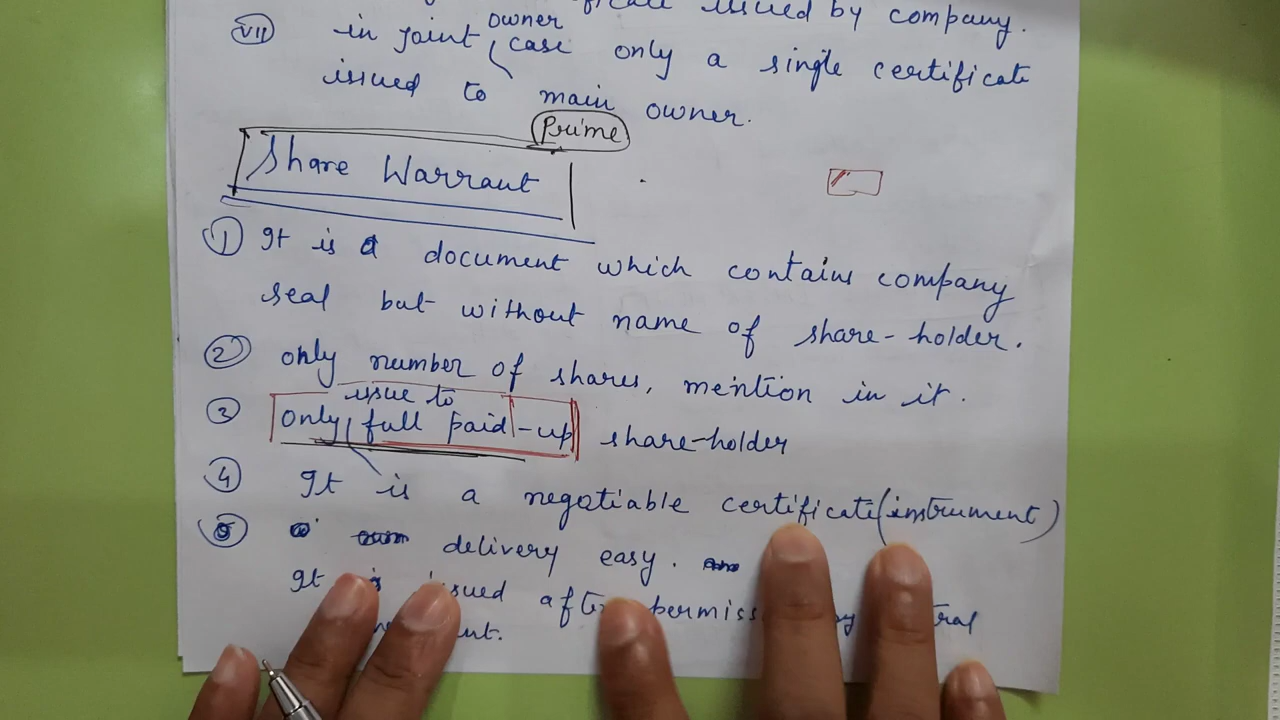 issued by company.
(VII) in joint owner case only a single certificate
issued to main owner.
Prime
Share Warrant
① It is a document which contains company
seal but without name of share-holder.
② only number of shares, mention in it.
③ only issue to full paid-up share-holder
④ It is a negotiable certificate (instrument)
⑤ delivery easy.
It issued after